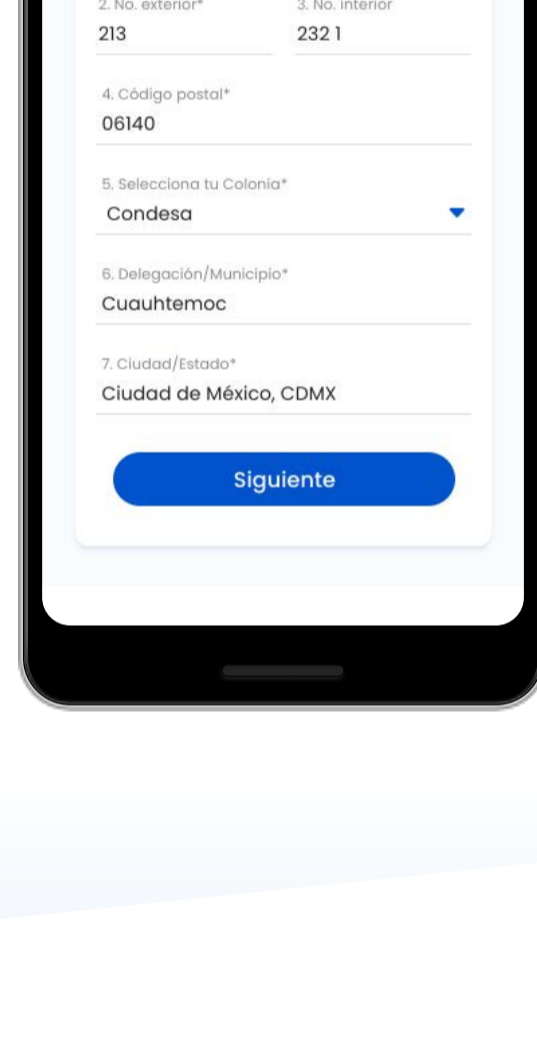 2. No. exterior* 3. No. interior
213 232 1
4. Código postal*
06140
5. Selecciona tu Colonia*
Condesa
6. Delegación/Municipio*
Cuauhtemoc
7. Ciudad/Estado*
Ciudad de México, CDMX
Siguiente